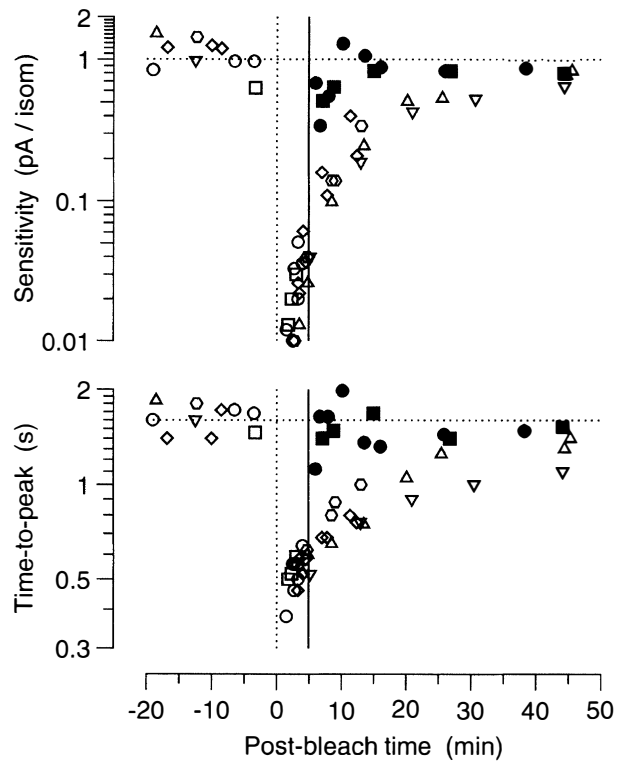 2
1
0.1
0.01
Sensitivity (pA / isom)
2
1
0.5
0.3
Time-to-peak (s)
-20 -10 0 10 20 30 40 50
Post-bleach time (min)